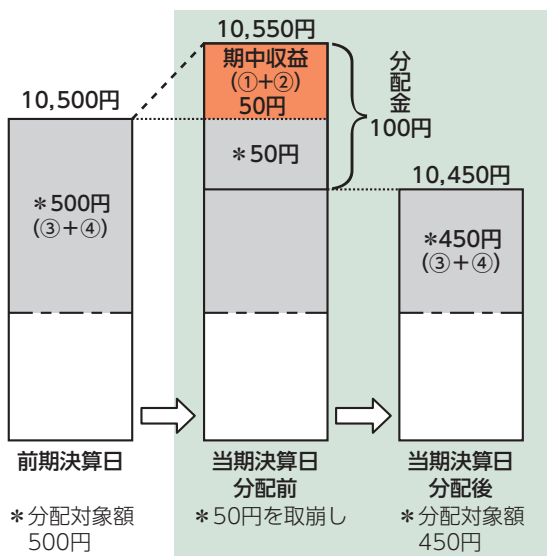 10,550円
期中収益
(①+②)
50円
分配金
100円
10,500円
*50円
10,450円
*500円
(③+④)
*450円
(③+④)
前期決算日
当期決算日
分配前
当期決算日
分配後
*分配対象額
500円
*50円を取崩し
*分配対象額
450円